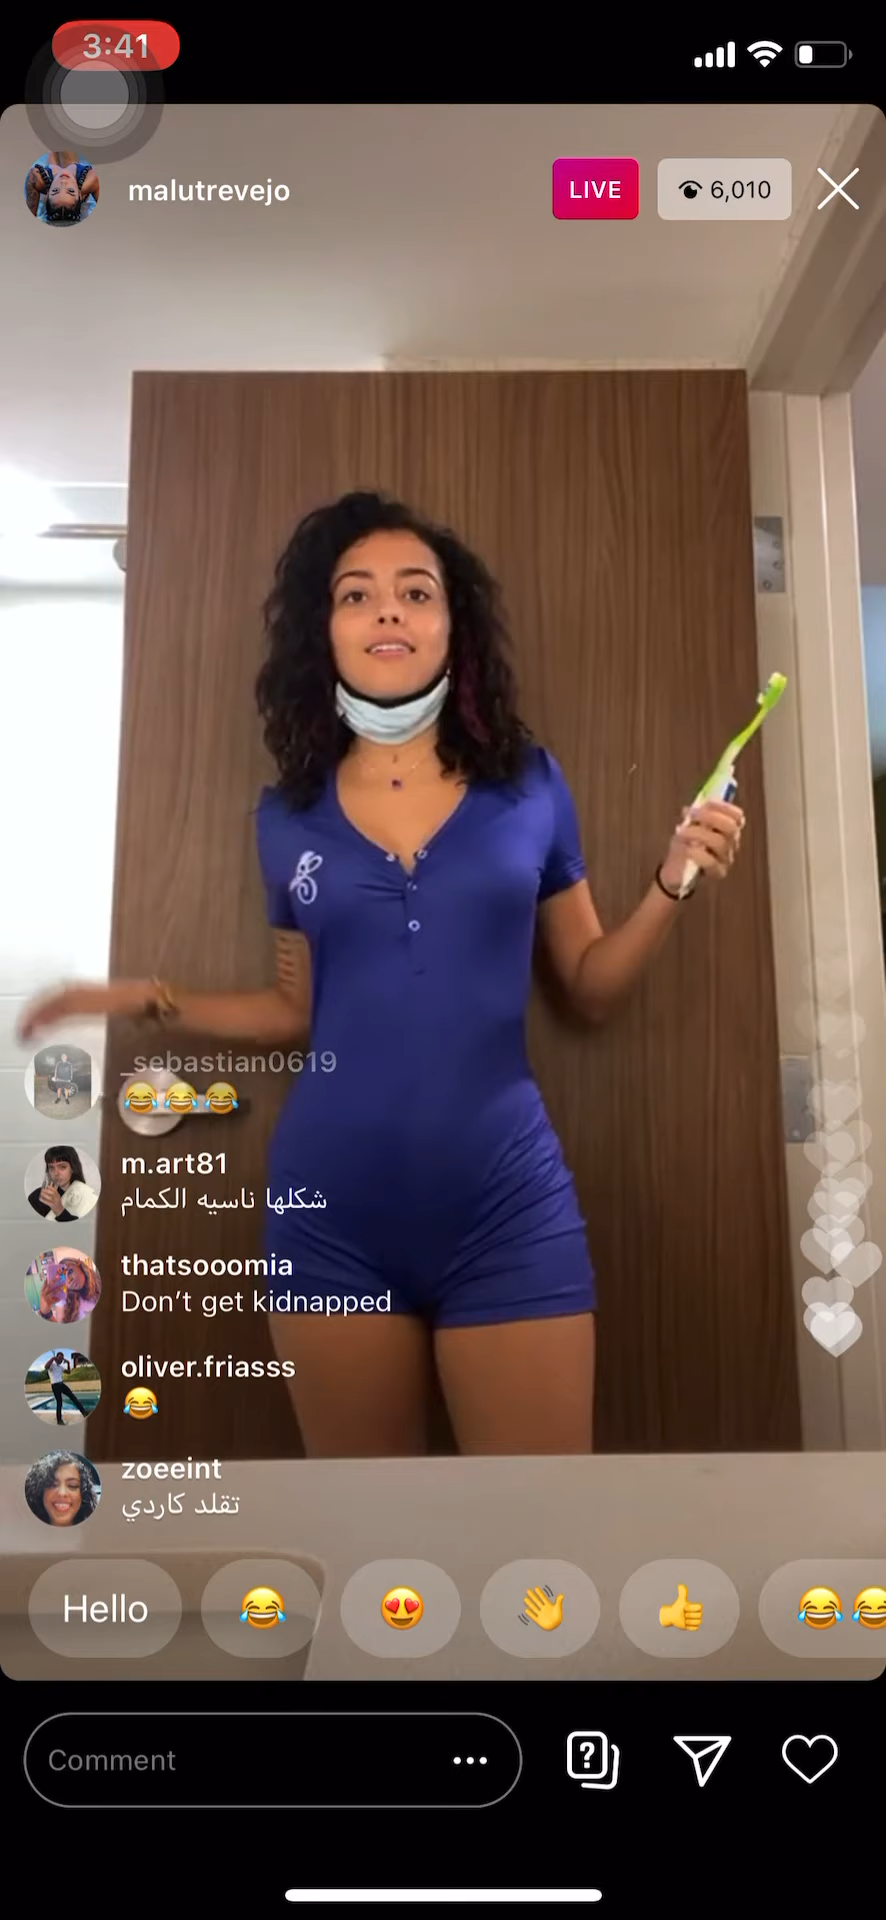 3:41
malutrevejo
LIVE
6,010
_sebastian0619
😂😂😂
m.art81
شكلها ناسيه الكمام
thatsooomia
Don’t get kidnapped
oliver.friasss
😂
zoeeint
تقلد كاردي
Hello 😂 😍 👋 👍 😂😂
Comment